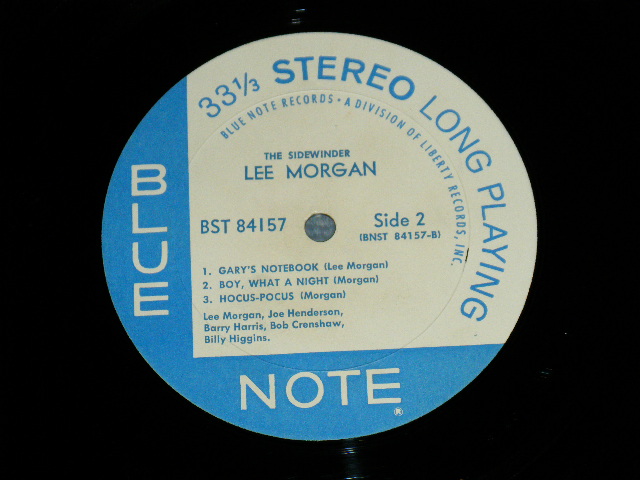 33⅓ STEREO LONG PLAYING
BLUE NOTE RECORDS • A DIVISION OF LIBERTY RECORDS, INC.
THE SIDEWINDER
LEE MORGAN
BST 84157
Side 2
(BNST 84157-B)
1. GARY'S NOTEBOOK (Lee Morgan)
2. BOY, WHAT A NIGHT (Morgan)
3. HOCUS-POCUS (Morgan)
Lee Morgan, Joe Henderson,
Barry Harris, Bob Crenshaw,
Billy Higgins.
BLUE
NOTE®